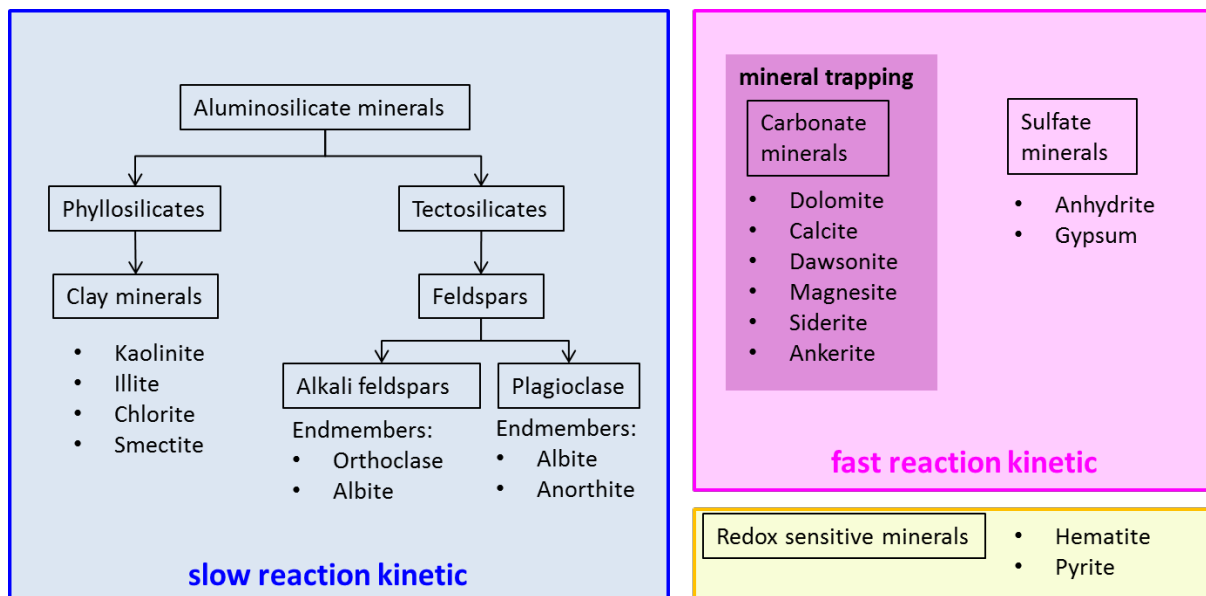 Aluminosilicate minerals
Phyllosilicates
Tectosilicates
Clay minerals
Feldspars
• Kaolinite
• Illite
• Chlorite
• Smectite
Alkali feldspars
Plagioclase
Endmembers:
• Orthoclase
• Albite
Endmembers:
• Albite
• Anorthite
slow reaction kinetic
mineral trapping
Carbonate
minerals
• Dolomite
• Calcite
• Dawsonite
• Magnesite
• Siderite
• Ankerite
Sulfate
minerals
• Anhydrite
• Gypsum
fast reaction kinetic
Redox sensitive minerals
• Hematite
• Pyrite